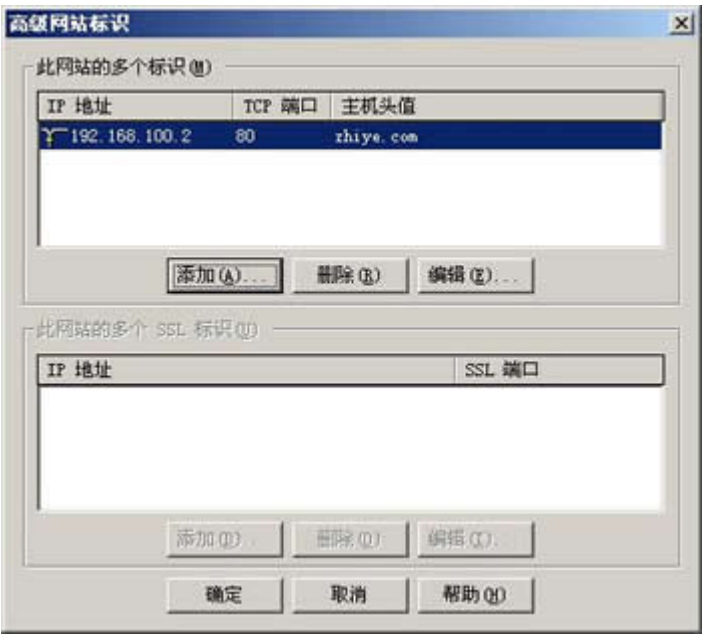 高级网站标识
此网站的多个标识(M)
IP 地址 TCP 端口 主机头值
192.168.100.2 80 zhiye.com
添加(A)... 删除(R) 编辑(E)...
此网站的多个 SSL 标识(U)
IP 地址 SSL 端口
添加(D).. 删除(O) 编辑(I)..
确定 取消 帮助(H)